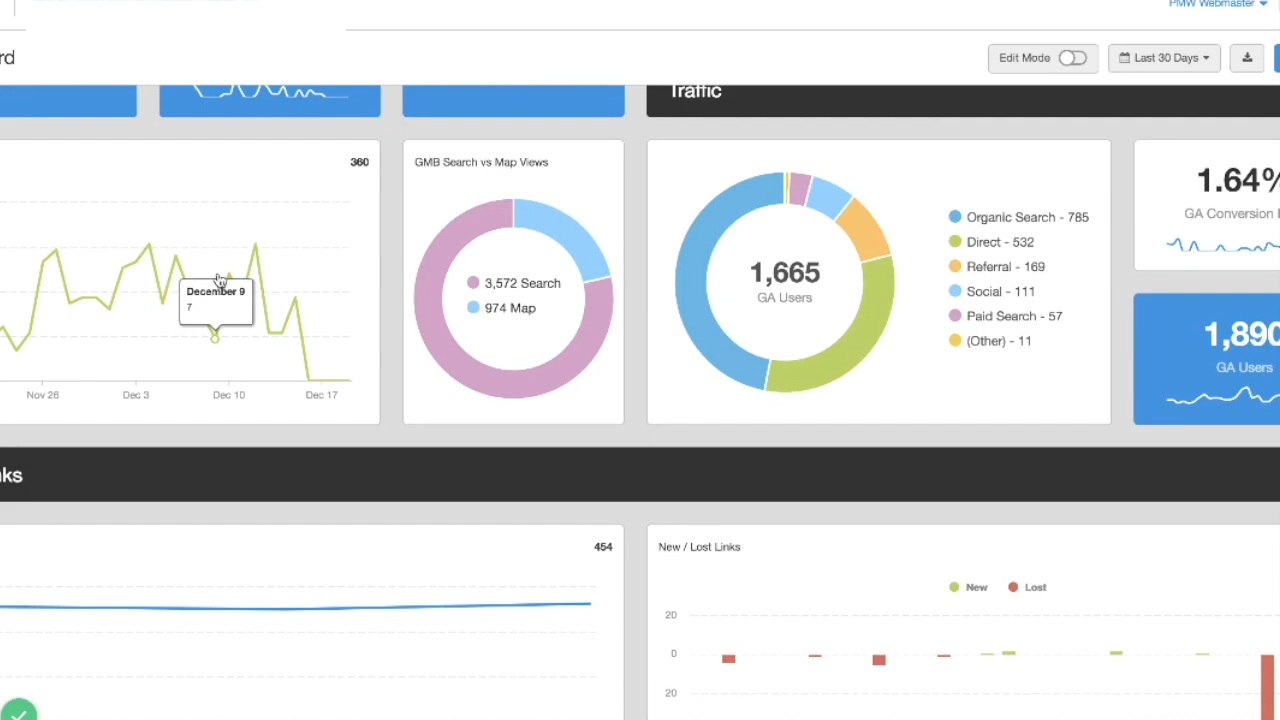 PMW Webmaster
rd
Edit Mode
Last 30 Days
Traffic
360
December 9
7
Nov 26
Dec 3
Dec 10
Dec 17
GMB Search vs Map Views
3,572 Search
974 Map
1,665
GA Users
Organic Search - 785
Direct - 532
Referral - 169
Social - 111
Paid Search - 57
(Other) - 11
1.64%
GA Conversion
1,890
GA Users
nks
454
New / Lost Links
New
Lost
20
0
20